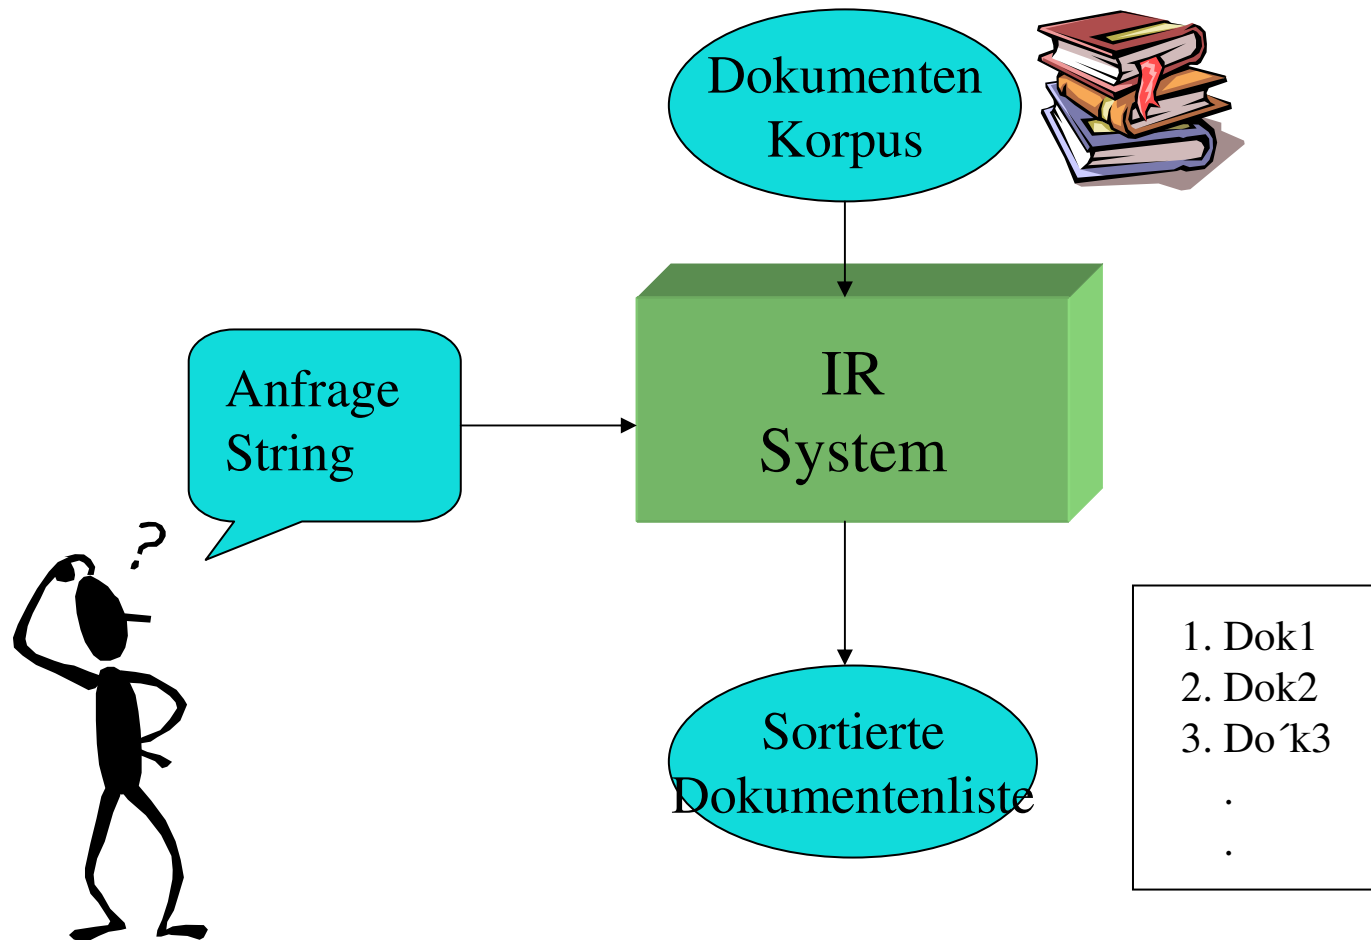 Dokumenten
Korpus
IR
System
Anfrage
String
?
Sortierte
Dokumentenliste
1. Dok1
2. Dok2
3. Do´k3
.
.